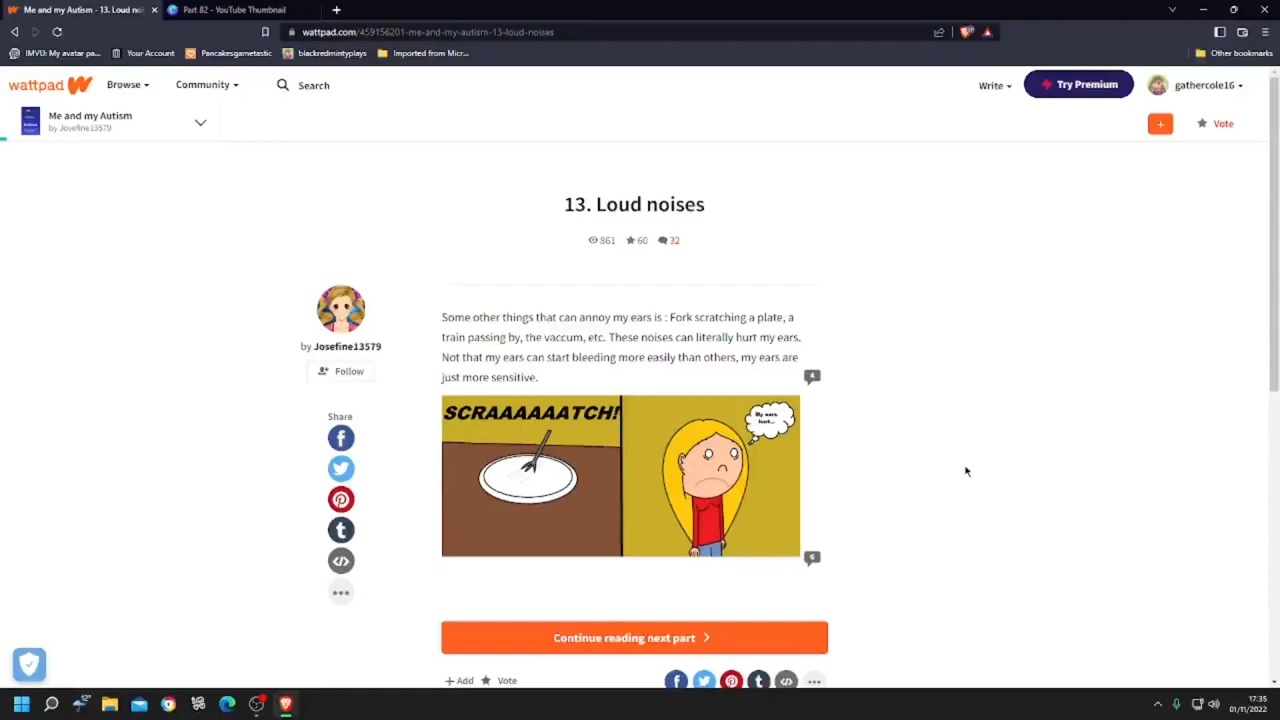 Me and my Autism - 13. Loud noi
Part 82 - YouTube Thumbnail
wattpad.com/459156201-me-and-my-autism-13-loud-noises
IMVU: My avatar pa...
Your Account
Pancakesgametastic
blackredmintyplays
Imported from Micr...
Other bookmarks
wattpad
Browse
Community
Search
Write
Try Premium
gathercole16
Me and my Autism
by Josefine13579
+
Vote
13. Loud noises
861
60
32
by Josefine13579
Follow
Share
Some other things that can annoy my ears is : Fork scratching a plate, a
train passing by, the vaccum, etc. These noises can literally hurt my ears.
Not that my ears can start bleeding more easily than others, my ears are
just more sensitive.
4
SCRAAAAAATCH!
My ears
hurt...
6
Continue reading next part
+ Add
Vote
17:35
01/11/2022